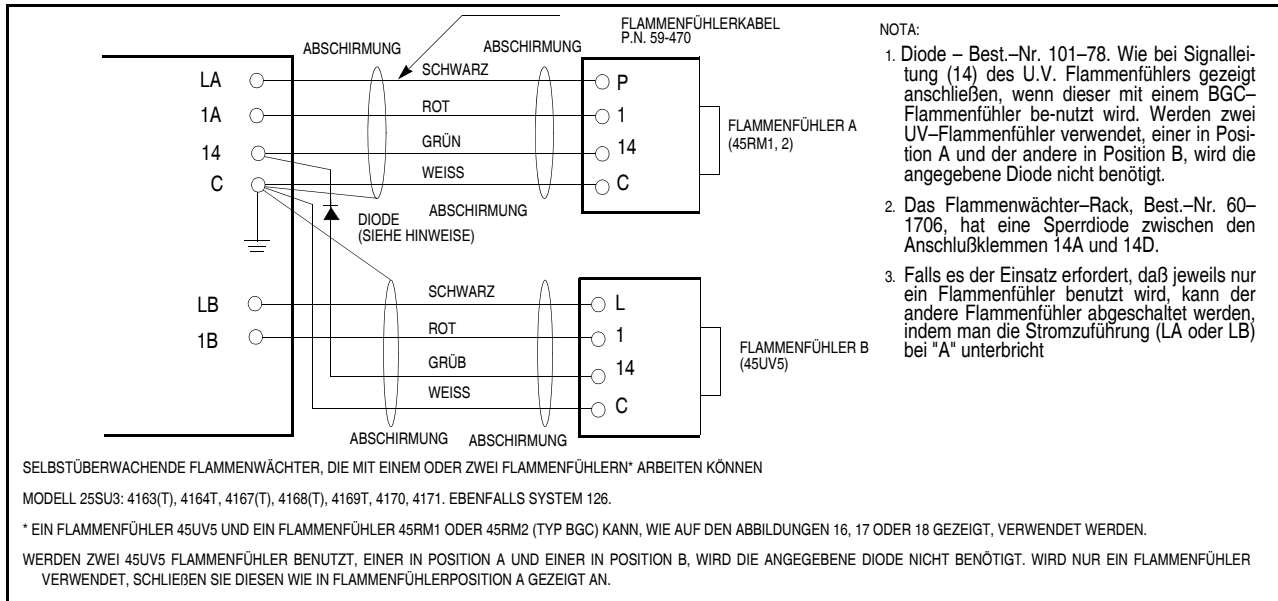 FLAMMENFÜHLERKABEL
P.N. 59-470
ABSCHIRMUNG
ABSCHIRMUNG
LA
SCHWARZ
P
1A
ROT
1
14
GRÜN
14
C
WEISS
C
FLAMMENFÜHLER A
(45RM1, 2)
DIODE
(SIEHE HINWEISE)
ABSCHIRMUNG
LB
SCHWARZ
L
1B
ROT
1
GRÜB
14
WEISS
C
FLAMMENFÜHLER B
(45UV5)
ABSCHIRMUNG
ABSCHIRMUNG
NOTA:
1. Diode – Best.–Nr. 101–78. Wie bei Signallei-
tung (14) des U.V. Flammenfühlers gezeigt
anschließen, wenn dieser mit einem BGC–
Flammenfühler be-nutzt wird. Werden zwei
UV–Flammenfühler verwendet, einer in Posi-
tion A und der andere in Position B, wird die
angegebene Diode nicht benötigt.
2. Das Flammenwächter–Rack, Best.–Nr. 60–
1706, hat eine Sperrdiode zwischen den
Anschlußklemmen 14A und 14D.
3. Falls es der Einsatz erfordert, daß jeweils nur
ein Flammenfühler benutzt wird, kann der
andere Flammenfühler abgeschaltet werden,
indem man die Stromzuführung (LA oder LB)
bei "A" unterbricht
SELBSTÜBERWACHENDE FLAMMENWÄCHTER, DIE MIT EINEM ODER ZWEI FLAMMENFÜHLERN* ARBEITEN KÖNNEN
MODELL 25SU3: 4163(T), 4164T, 4167(T), 4168(T), 4169T, 4170, 4171. EBENFALLS SYSTEM 126.
* EIN FLAMMENFÜHLER 45UV5 UND EIN FLAMMENFÜHLER 45RM1 ODER 45RM2 (TYP BGC) KANN, WIE AUF DEN ABBILDUNGEN 16, 17 ODER 18 GEZEIGT, VERWENDET WERDEN.
WERDEN ZWEI 45UV5 FLAMMENFÜHLER BENUTZT, EINER IN POSITION A UND EINER IN POSITION B, WIRD DIE ANGEGEBENE DIODE NICHT BENÖTIGT. WIRD NUR EIN FLAMMENFÜHLER
VERWENDET, SCHLIEßEN SIE DIESEN WIE IN FLAMMENFÜHLERPOSITION A GEZEIGT AN.